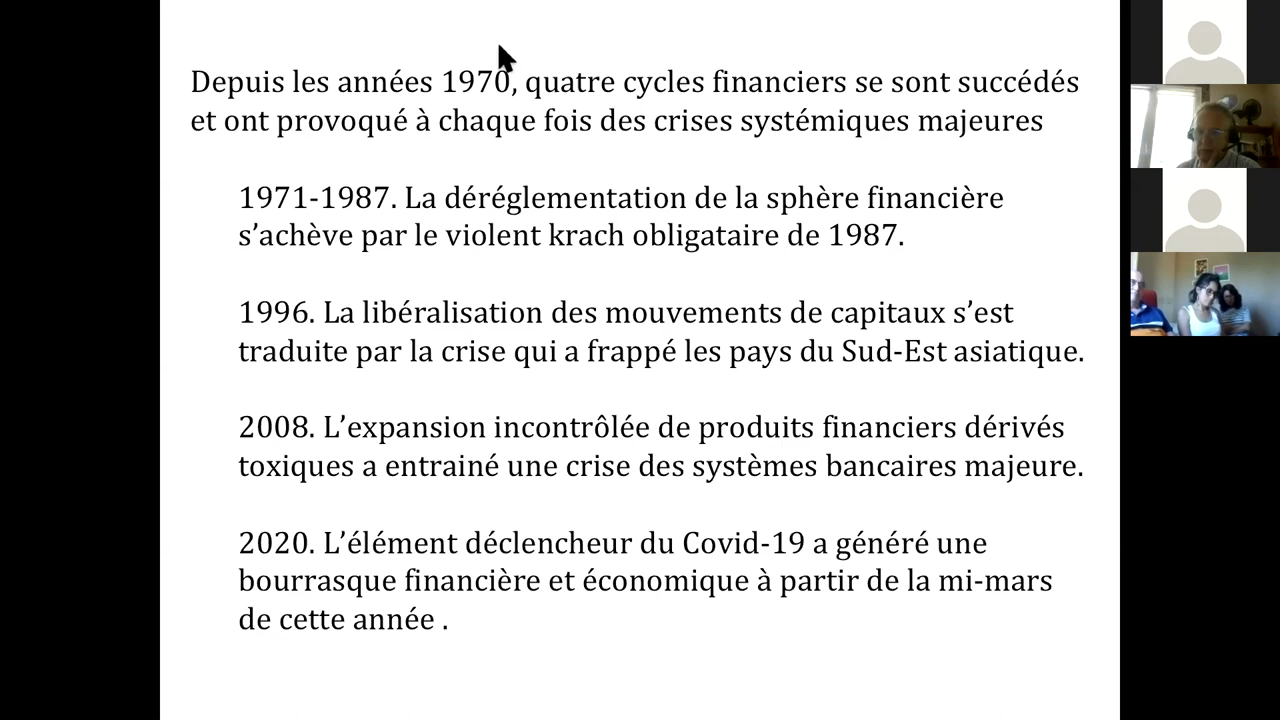 Depuis les années 1970, quatre cycles financiers se sont succédés
et ont provoqué à chaque fois des crises systémiques majeures
1971-1987. La déréglementation de la sphère financière
s’achève par le violent krach obligataire de 1987.
1996. La libéralisation des mouvements de capitaux s’est
traduite par la crise qui a frappé les pays du Sud-Est asiatique.
2008. L’expansion incontrôlée de produits financiers dérivés
toxiques a entrainé une crise des systèmes bancaires majeure.
2020. L’élément déclencheur du Covid-19 a généré une
bourrasque financière et économique à partir de la mi-mars
de cette année .